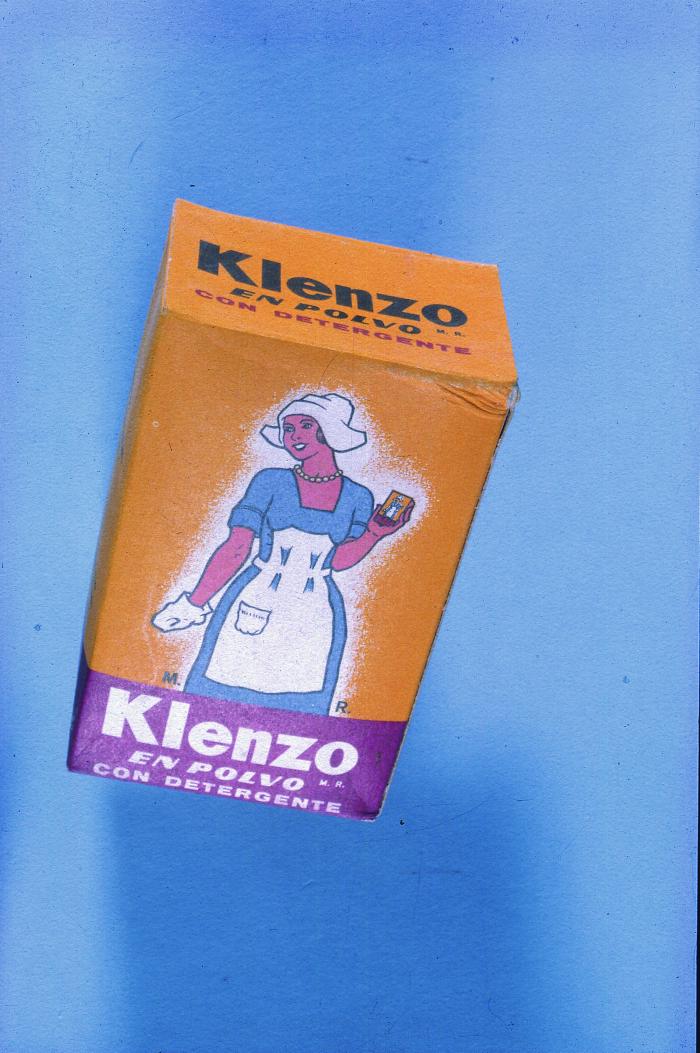 Klenzo
EN POLVO M. R.
CON DETERGENTE
M.
R.
Klenzo
EN POLVO M. R.
CON DETERGENTE